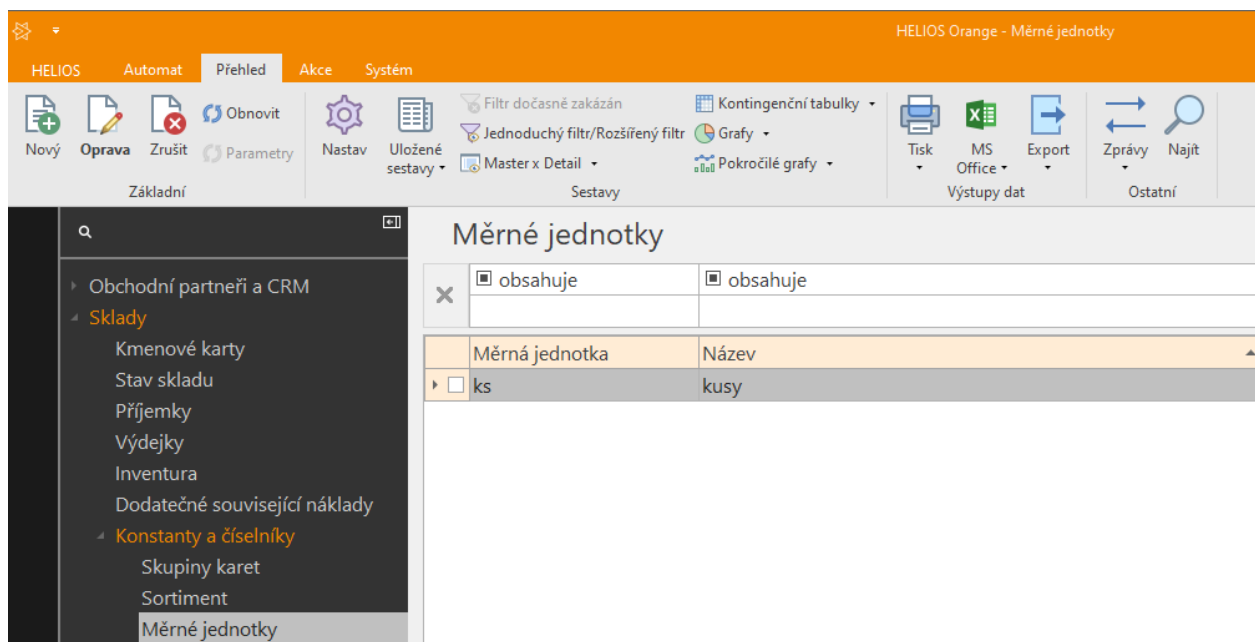 HELIOS Orange - Měrné jednotky
HELIOS Automat Přehled Akce Systém
Nový
Oprava
Zrušit
Obnovit
Parametry
Základní
Nastav
Uložené
sestavy
Filtr dočasně zakázán
Jednoduchý filtr/Rozšířený filtr
Master x Detail
Kontingenční tabulky
Grafy
Pokročilé grafy
Sestavy
Tisk
MS
Office
Export
Výstupy dat
Zprávy
Najít
Ostatní
Obchodní partneři a CRM
Sklady
Kmenové karty
Stav skladu
Příjemky
Výdejky
Inventura
Dodatečné související náklady
Konstanty a číselníky
Skupiny karet
Sortiment
Měrné jednotky
Měrné jednotky
obsahuje obsahuje
Měrná jednotka Název
ks kusy